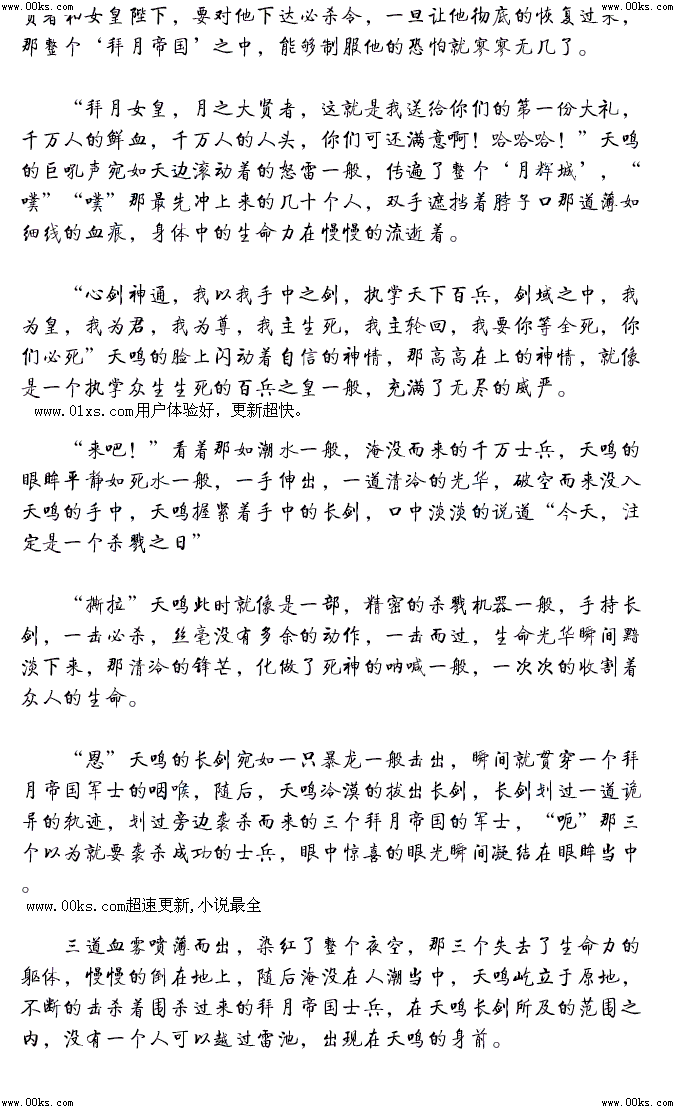 www.00ks.com www.00ks.com
贤者和女皇陛下，要对他下达必杀令，一旦让他彻底的恢复过来，
那整个‘拜月帝国’之中，能够制服他的恐怕就寥寥无几了。
“拜月女皇，月之大贤者，这就是我送给你们的第一份大礼，
千万人的鲜血，千万人的人头，你们可还满意啊！哈哈哈！”天鸣
的巨吼声宛如天边滚动着的怒雷一般，传遍了整个‘月辉城’，“
噗”“噗”那最先冲上来的几十个人，双手遮挡着脖子口那道薄如
细线的血痕，身体中的生命力在慢慢的流逝着。
“心剑神通，我以我手中之剑，执掌天下百兵，剑域之中，我
为皇，我为君，我为尊，我主生死，我主轮回，我要你等全死，你
们必死”天鸣的脸上闪动着自信的神情，那高高在上的神情，就像
是一个执掌众生生死的百兵之皇一般，充满了无尽的威严。
www.01xs.com用户体验好，更新超快。
“来吧！”看着那如潮水一般，淹没而来的千万士兵，天鸣的
眼眸平静如死水一般，一手伸出，一道清冷的光华，破空而来没入
天鸣的手中，天鸣握紧着手中的长剑，口中淡淡的说道“今天，注
定是一个杀戮之日”
“撕拉”天鸣此时就像是一部，精密的杀戮机器一般，手持长
剑，一击必杀，丝毫没有多余的动作，一击而过，生命光华瞬间黯
淡下来，那清冷的锋芒，化做了死神的呐喊一般，一次次的收割着
众人的生命。
“恩”天鸣的长剑宛如一只暴龙一般击出，瞬间就贯穿一个拜
月帝国军士的咽喉，随后，天鸣冷漠的拔出长剑，长剑划过一道诡
异的轨迹，划过旁边袭杀而来的三个拜月帝国的军士，“呃”那三
个以为就要袭杀成功的士兵，眼中惊喜的眼光瞬间凝结在眼眸当中
。
www.00ks.com超速更新,小说最全
三道血雾喷薄而出，染红了整个夜空，那三个失去了生命力的
躯体，慢慢的倒在地上，随后淹没在人潮当中，天鸣屹立于原地，
不断的击杀着围杀过来的拜月帝国士兵，在天鸣长剑所及的范围之
内，没有一个人可以越过雷池，出现在天鸣的身前。
www.00ks.com www.00ks.com